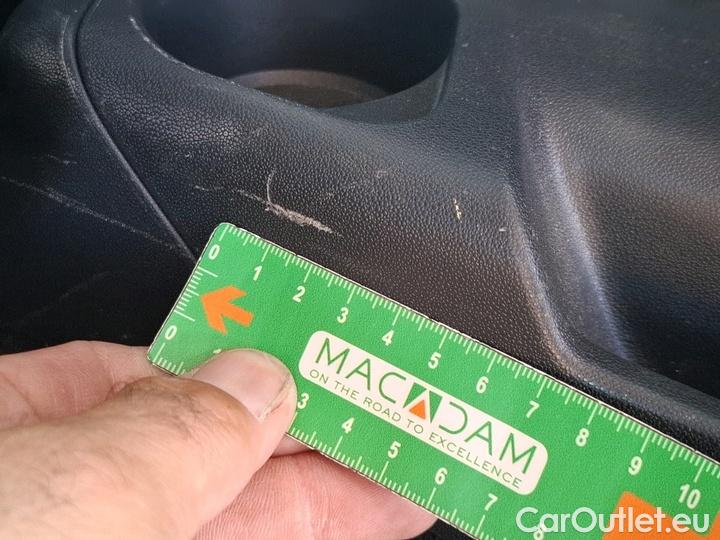 0 1 2 3 4 5 6 7 8 9 10
MACADAM
ON THE ROAD TO EXCELLENCE
0 1 3 4 5 6 7 8
CarOutlet.eu